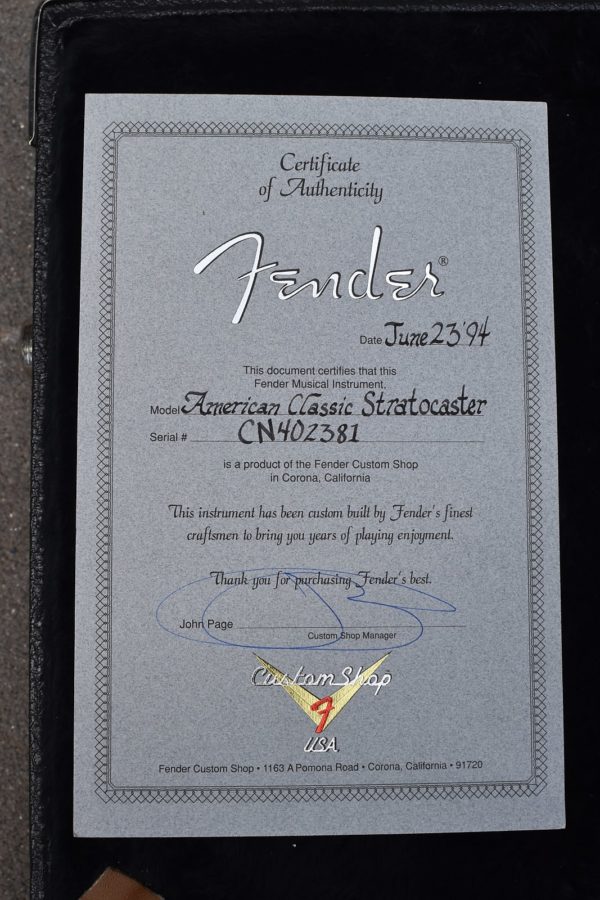 Certificate
of Authenticity
Fender®
Date June 23 '94
This document certifies that this
Fender Musical Instrument,
Model American Classic Stratocaster
Serial # CN402381
is a product of the Fender Custom Shop
in Corona, California
This instrument has been custom built by Fender's finest
craftsmen to bring you years of playing enjoyment.
Thank you for purchasing Fender's best.
John Page
Custom Shop Manager
Custom Shop
F
USA.
Fender Custom Shop • 1163 A Pomona Road • Corona, California • 91720